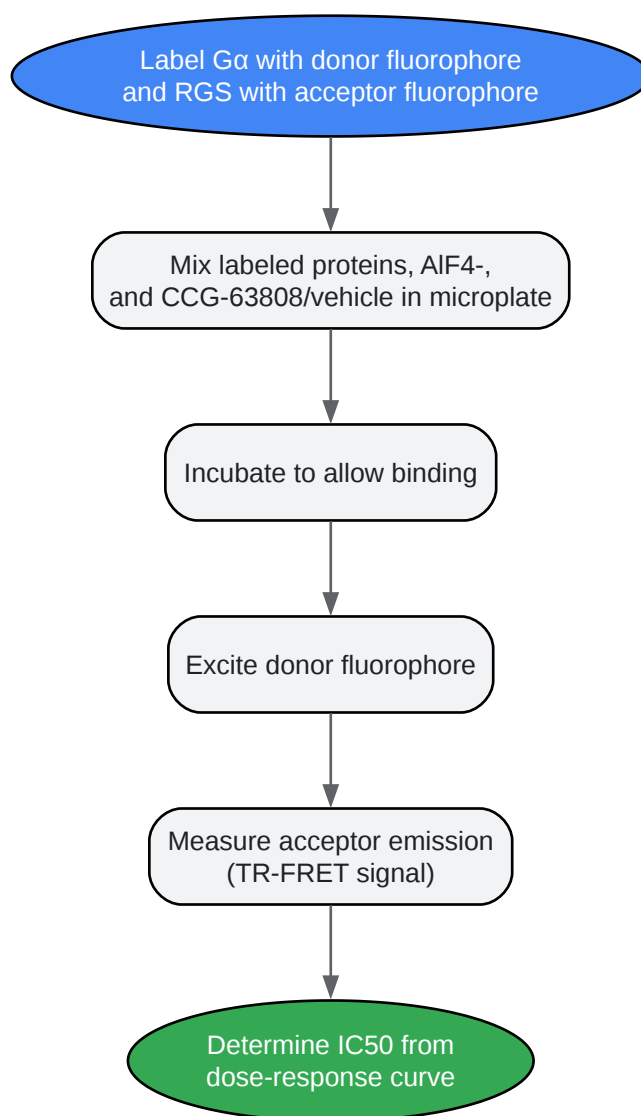 Label Gα with donor fluorophore
and RGS with acceptor fluorophore
Mix labeled proteins, AlF4-,
and CCG-63808/vehicle in microplate
Incubate to allow binding
Excite donor fluorophore
Measure acceptor emission
(TR-FRET signal)
Determine IC50 from
dose-response curve